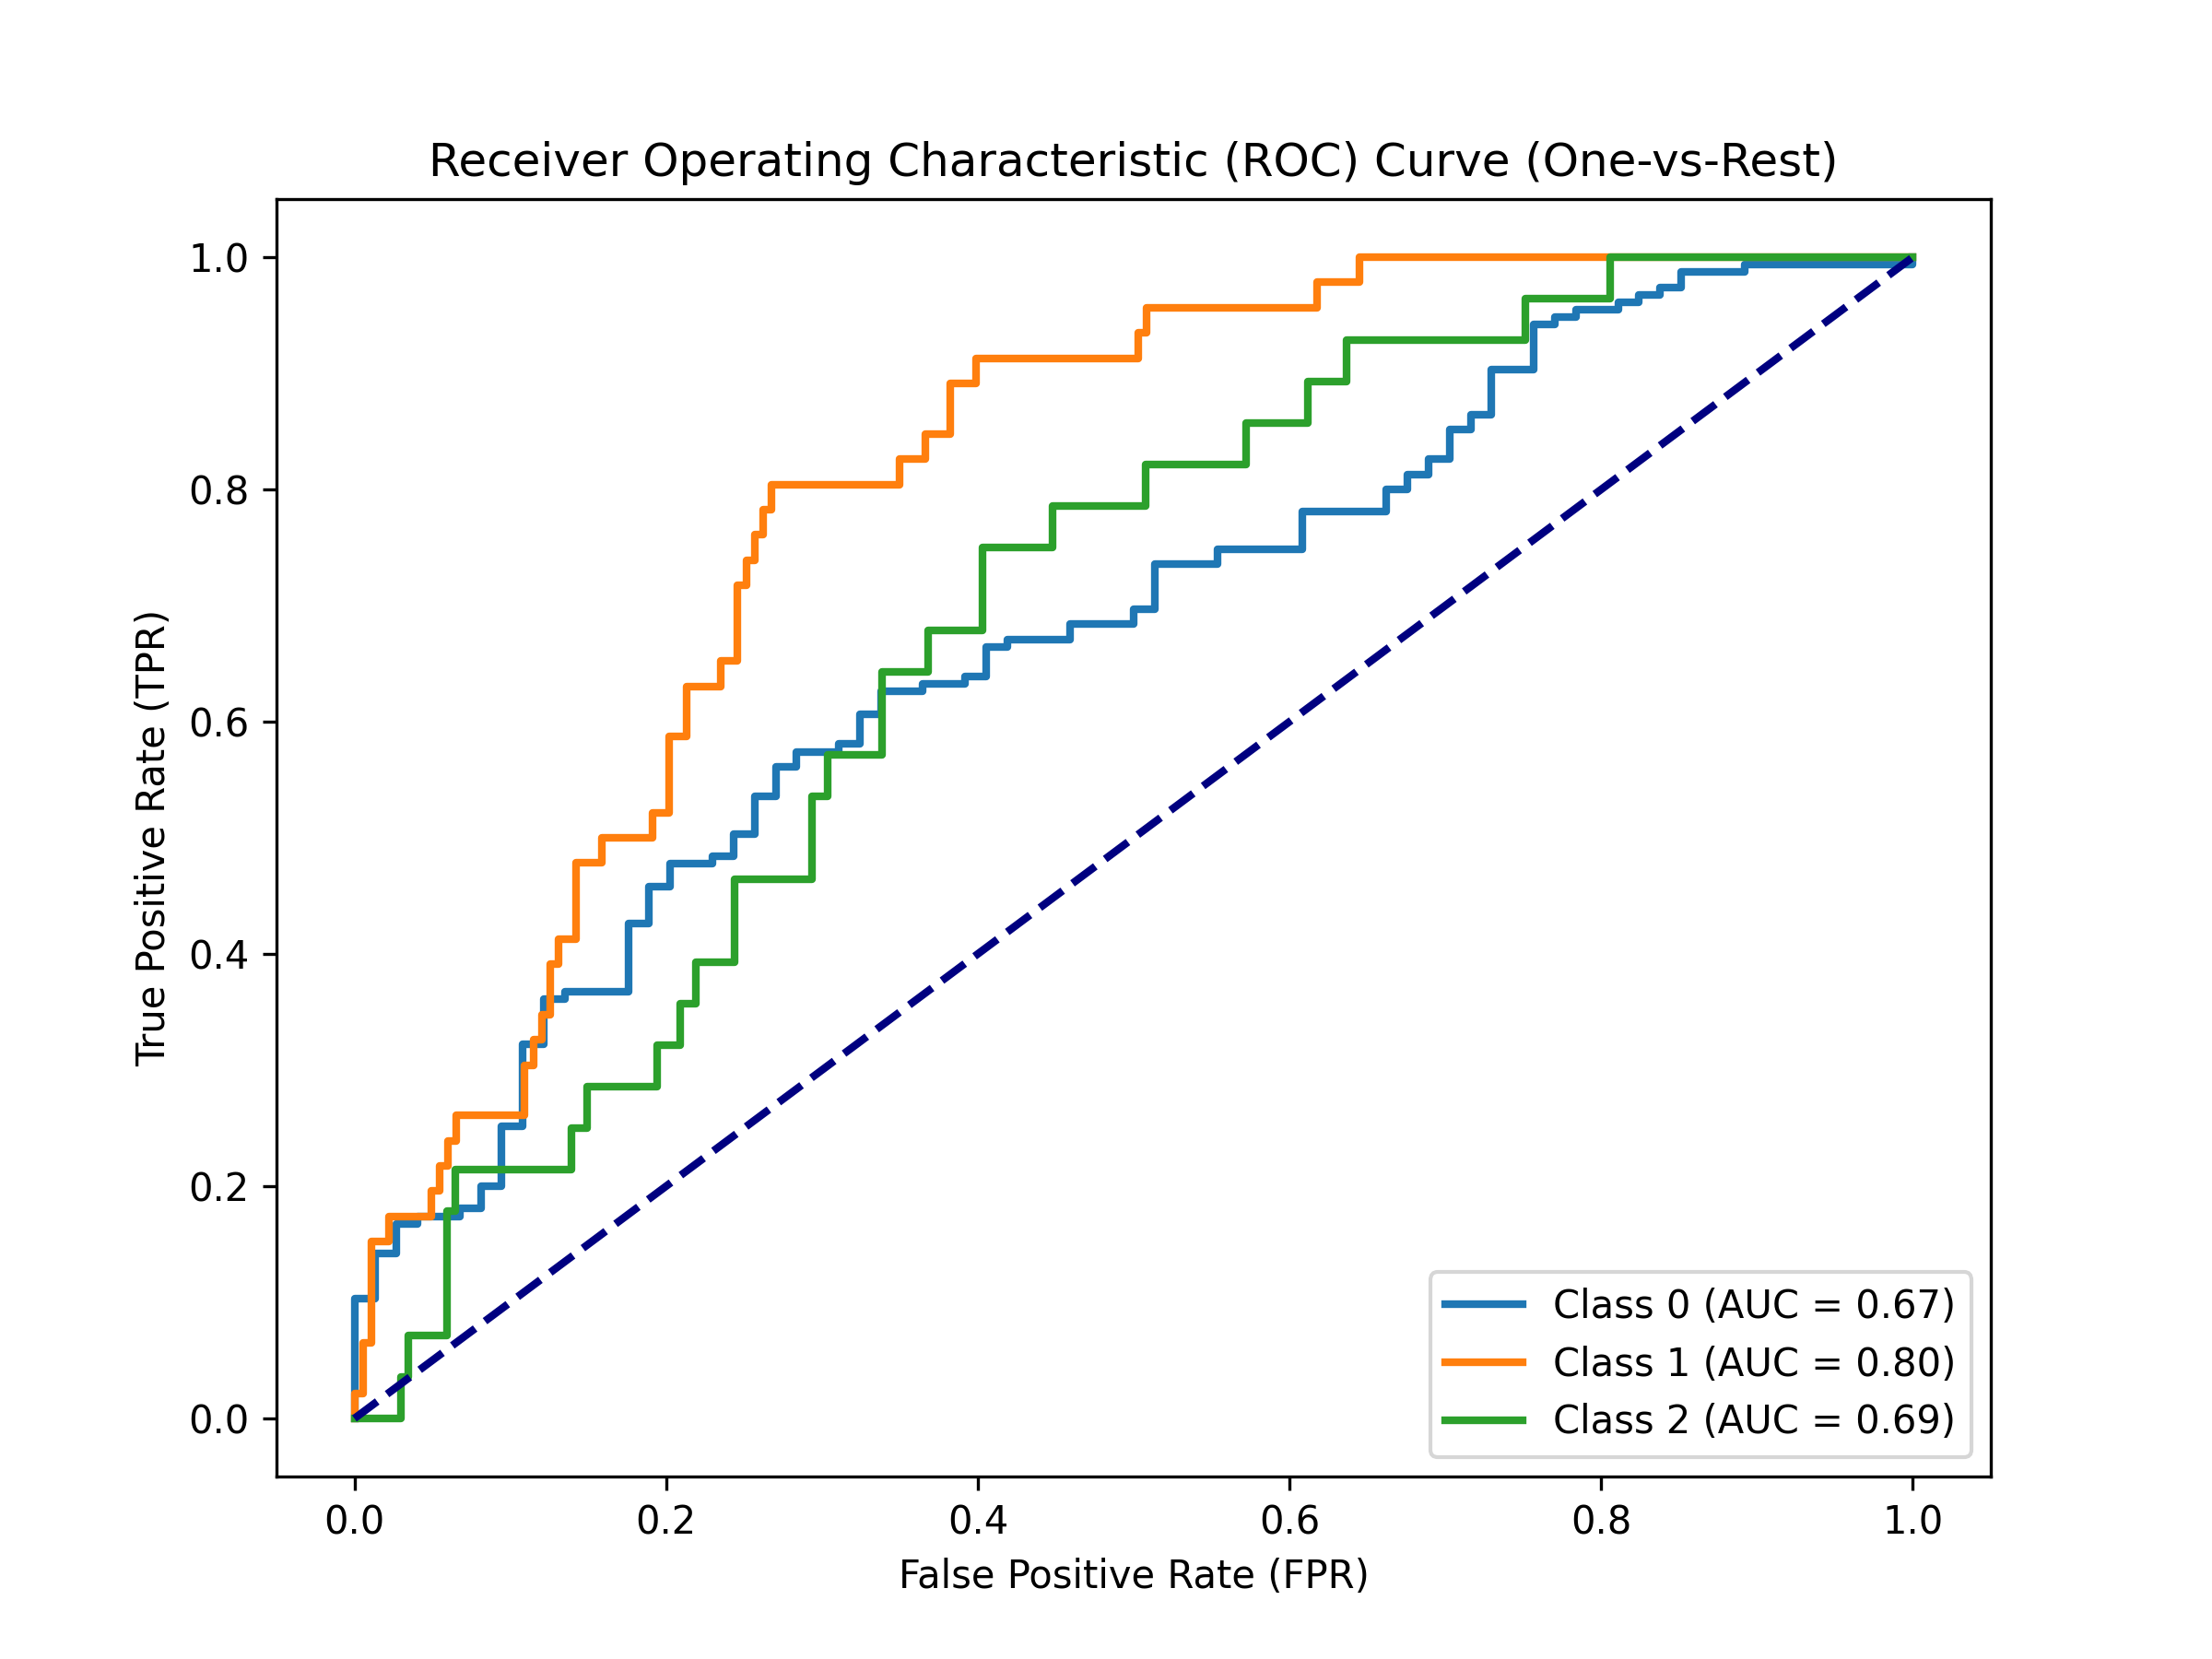 Receiver Operating Characteristic (ROC) Curve (One-vs-Rest)
True Positive Rate (TPR)
1.0
0.8
0.6
0.4
0.2
0.0
0.0 0.2 0.4 0.6 0.8 1.0
False Positive Rate (FPR)
Class 0 (AUC = 0.67)
Class 1 (AUC = 0.80)
Class 2 (AUC = 0.69)